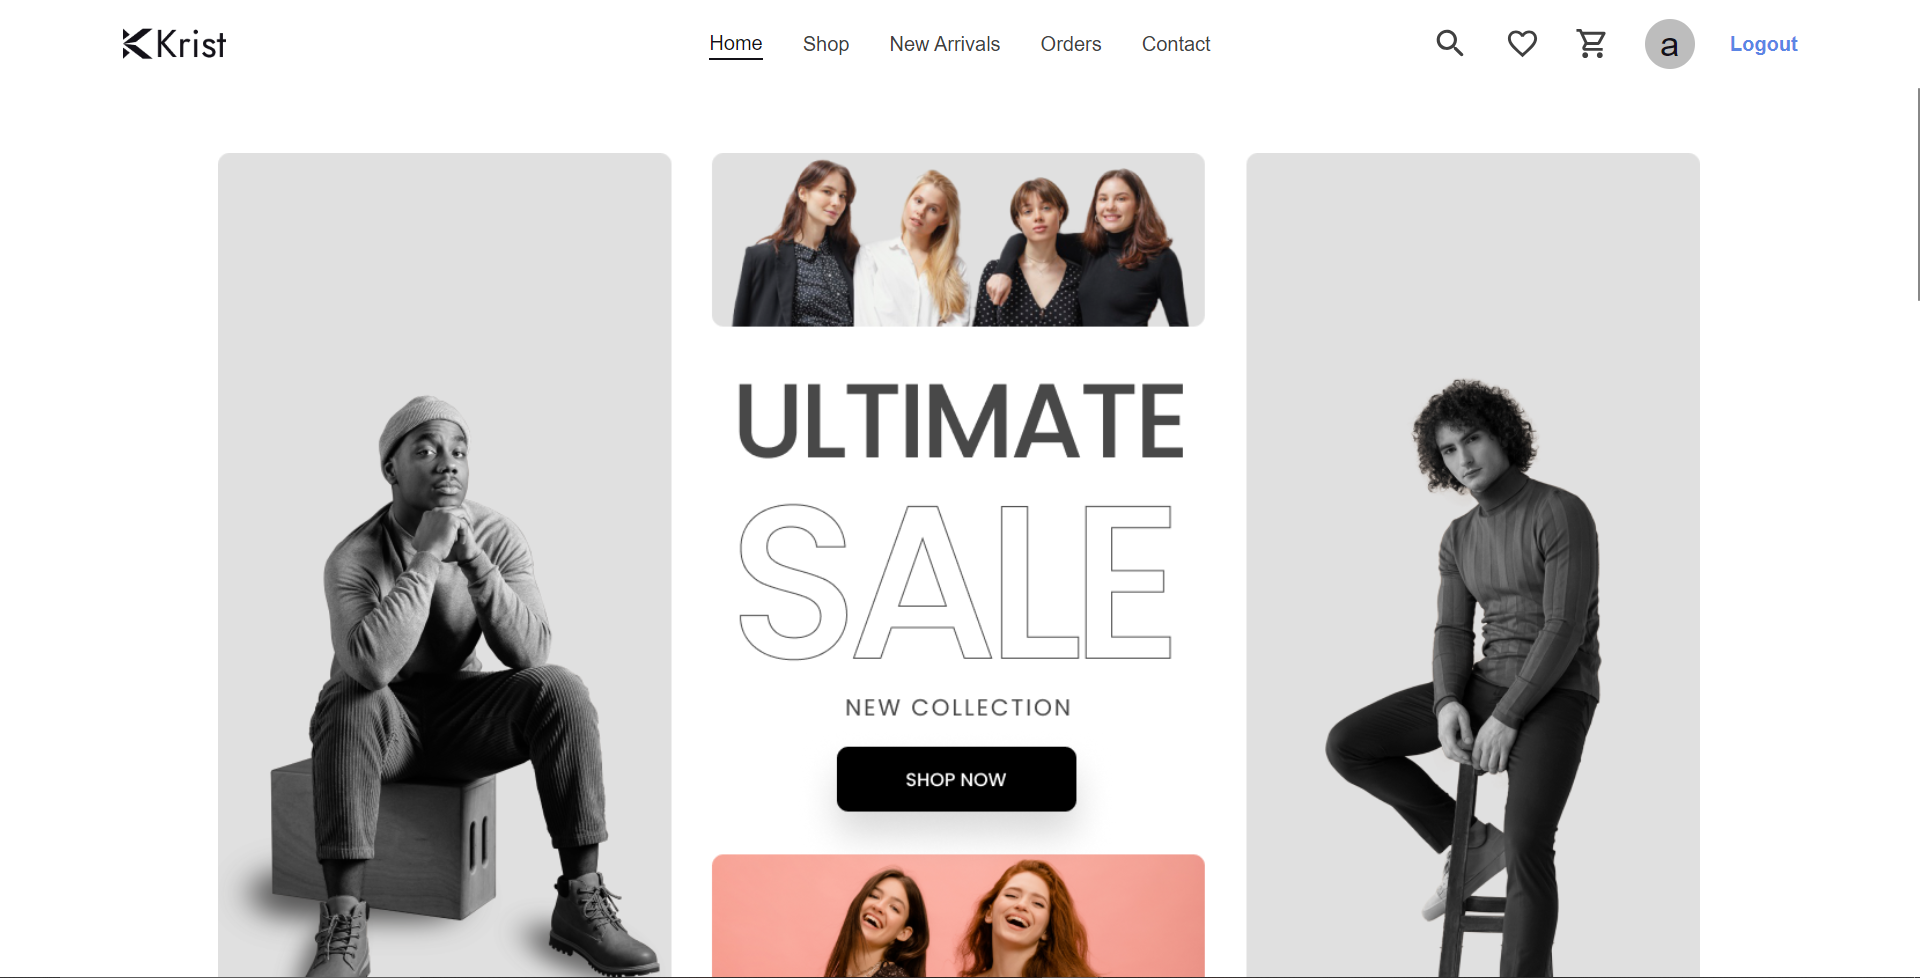 Krist
Home Shop New Arrivals Orders Contact
a Logout
ULTIMATE
SALE
NEW COLLECTION
SHOP NOW